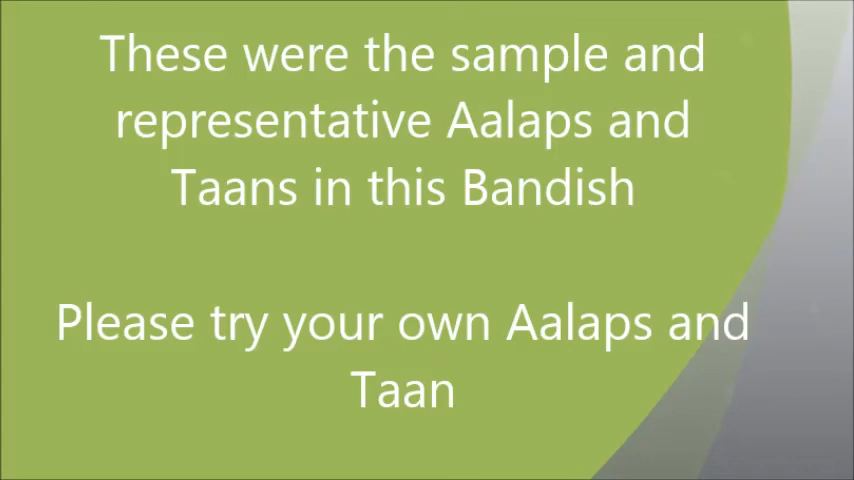 These were the sample and
representative Aalaps and
Taans in this Bandish
Please try your own Aalaps and
Taan